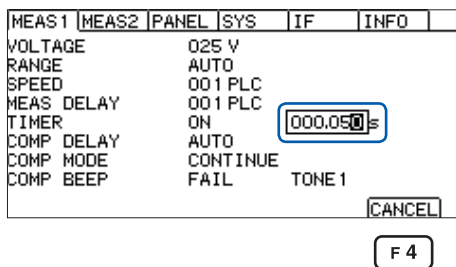 MEAS1 MEAS2 PANEL SYS IF INFO
VOLTAGE 025 V
RANGE AUTO
SPEED 001 PLC
MEAS DELAY 001 PLC
TIMER ON 000.050 s
COMP DELAY AUTO
COMP MODE CONTINUE
COMP BEEP FAIL TONE1
CANCEL
F4